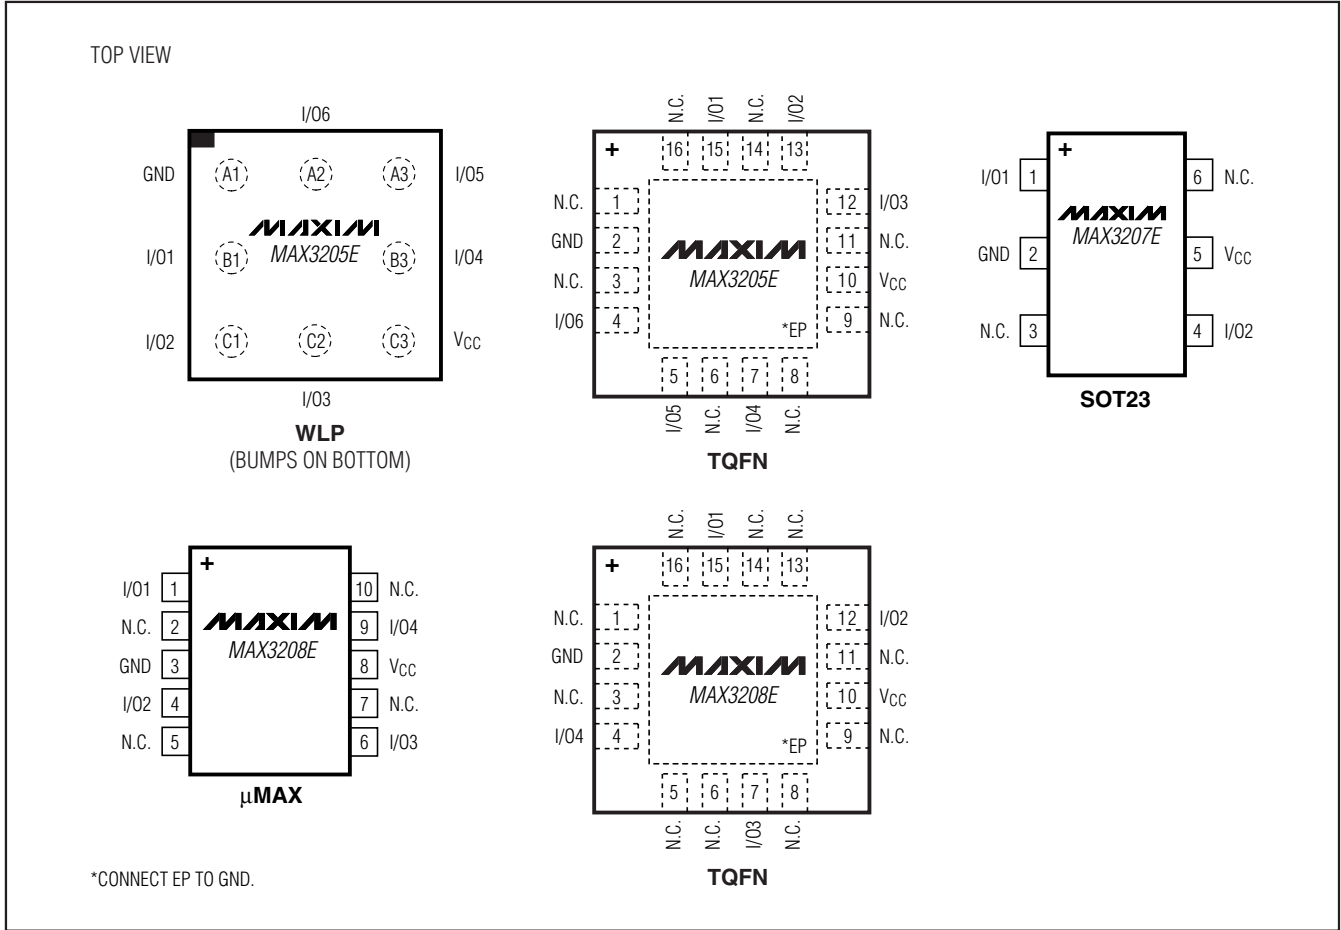 TOP VIEW
I/O6
GND A1 A2 A3 I/O5
MAXIM
MAX3205E
I/O1 B1 B3 I/O4
I/O2 C1 C2 C3 VCC
I/O3
WLP
(BUMPS ON BOTTOM)
N.C. I/O1 N.C. I/O2
+ 16 15 14 13
N.C. 1 12 I/O3
GND 2 11 N.C.
MAXIM
MAX3205E
N.C. 3 10 VCC
I/O6 4 9 N.C.
*EP
5 6 7 8
I/O5 N.C. I/O4 N.C.
TQFN
+
I/O1 1 6 N.C.
MAXIM
MAX3207E
GND 2 5 VCC
N.C. 3 4 I/O2
SOT23
+
I/O1 1 10 N.C.
N.C. 2 9 I/O4
MAXIM
MAX3208E
GND 3 8 VCC
I/O2 4 7 N.C.
N.C. 5 6 I/O3
µMAX
N.C. I/O1 N.C. N.C.
+ 16 15 14 13
N.C. 1 12 I/O2
GND 2 11 N.C.
MAXIM
MAX3208E
N.C. 3 10 VCC
I/O4 4 9 N.C.
*EP
5 6 7 8
N.C. N.C. I/O3 N.C.
TQFN
*CONNECT EP TO GND.